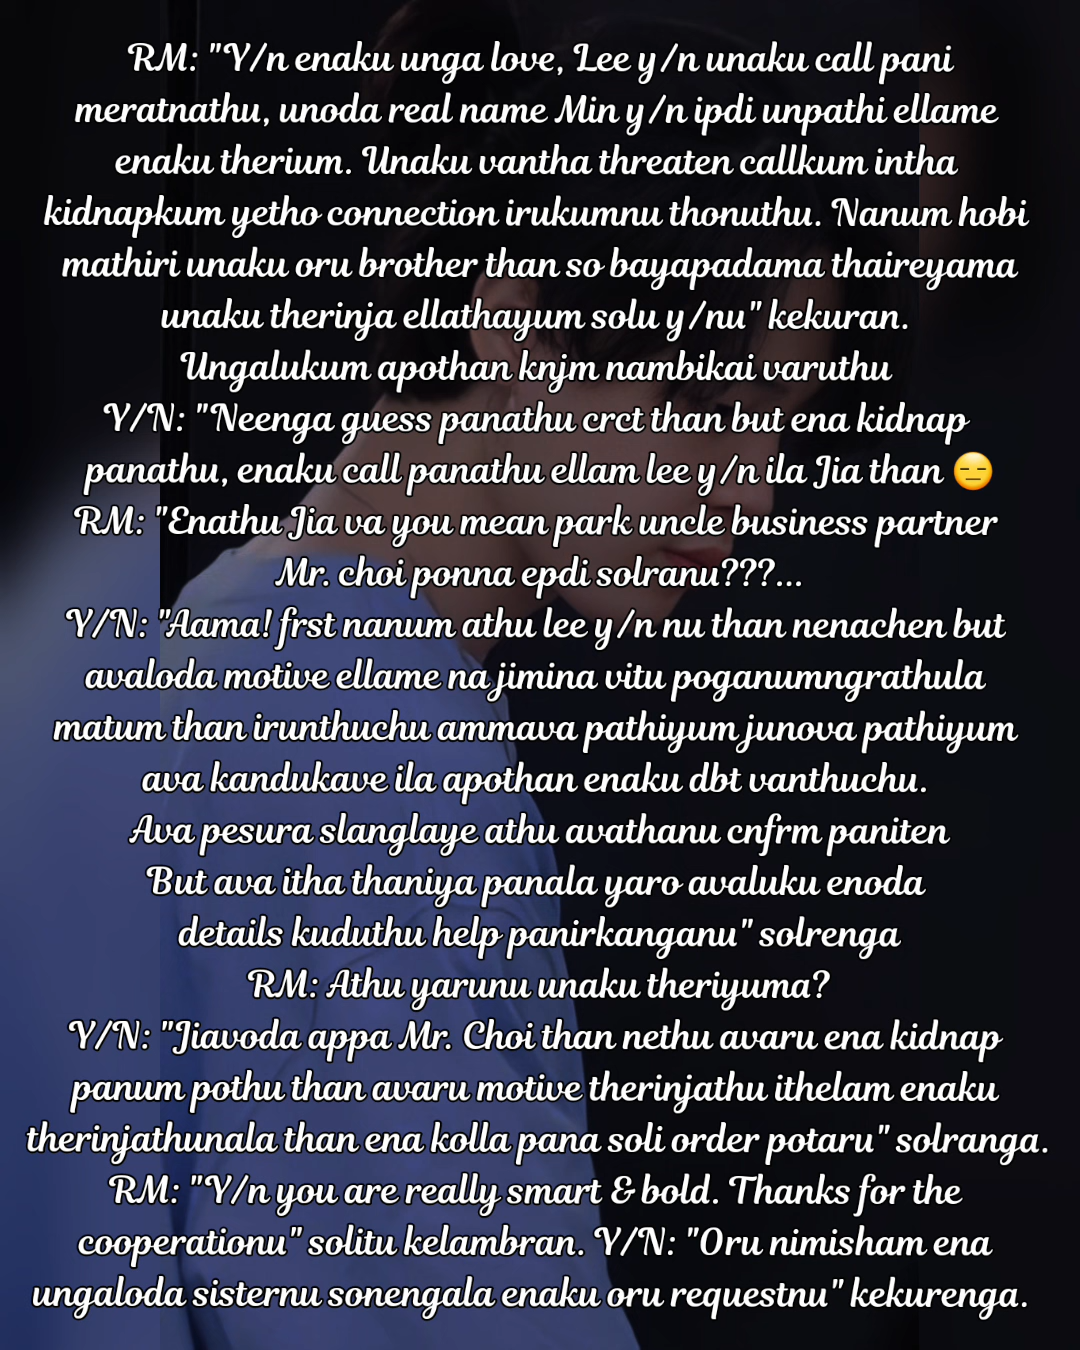 RM: "Y/n enaku unga love, Lee y/n unaku call pani
meratnathu, unoda real name Min y/n ipdi unpathi ellame
enaku therium. Unaku vantha threaten callkum intha
kidnapkum yetho connection irukumnu thonuthu. Nanum hobi
mathiri unaku oru brother than so bayapadama thaireyama
unaku therinja ellathayum solu y/nu" kekuran.
Ungalukum apothan knjm nambikai varuthu
Y/N: "Neenga guess panathu crct than but ena kidnap
panathu, enaku call panathu ellam lee y/n ila Jia than 😑
RM: "Enathu Jia va you mean park uncle business partner
Mr. choi ponna epdi solranu???...
Y/N: "Aama! frst nanum athu lee y/n nu than nenachen but
avaloda motive ellame na jimina vitu poganumngrathula
matum than irunthuchu ammava pathiyum junova pathiyum
ava kandukave ila apothan enaku dbt vanthuchu.
Ava pesura slanglaye athu avathanu cnfrm paniten
But ava itha thaniya panala yaro avaluku enoda
details kuduthu help panirkanganu" solrenga
RM: Athu yarunu unaku theriyuma?
Y/N: "Jiavoda appa Mr. Choi than nethu avaru ena kidnap
panum pothu than avaru motive therinjathu ithelam enaku
therinjathunala than ena kolla pana soli order potaru" solranga.
RM: "Y/n you are really smart & bold. Thanks for the
cooperationu" solitu kelambran. Y/N: "Oru nimisham ena
ungaloda sisternu sonengala enaku oru requestnu" kekurenga.